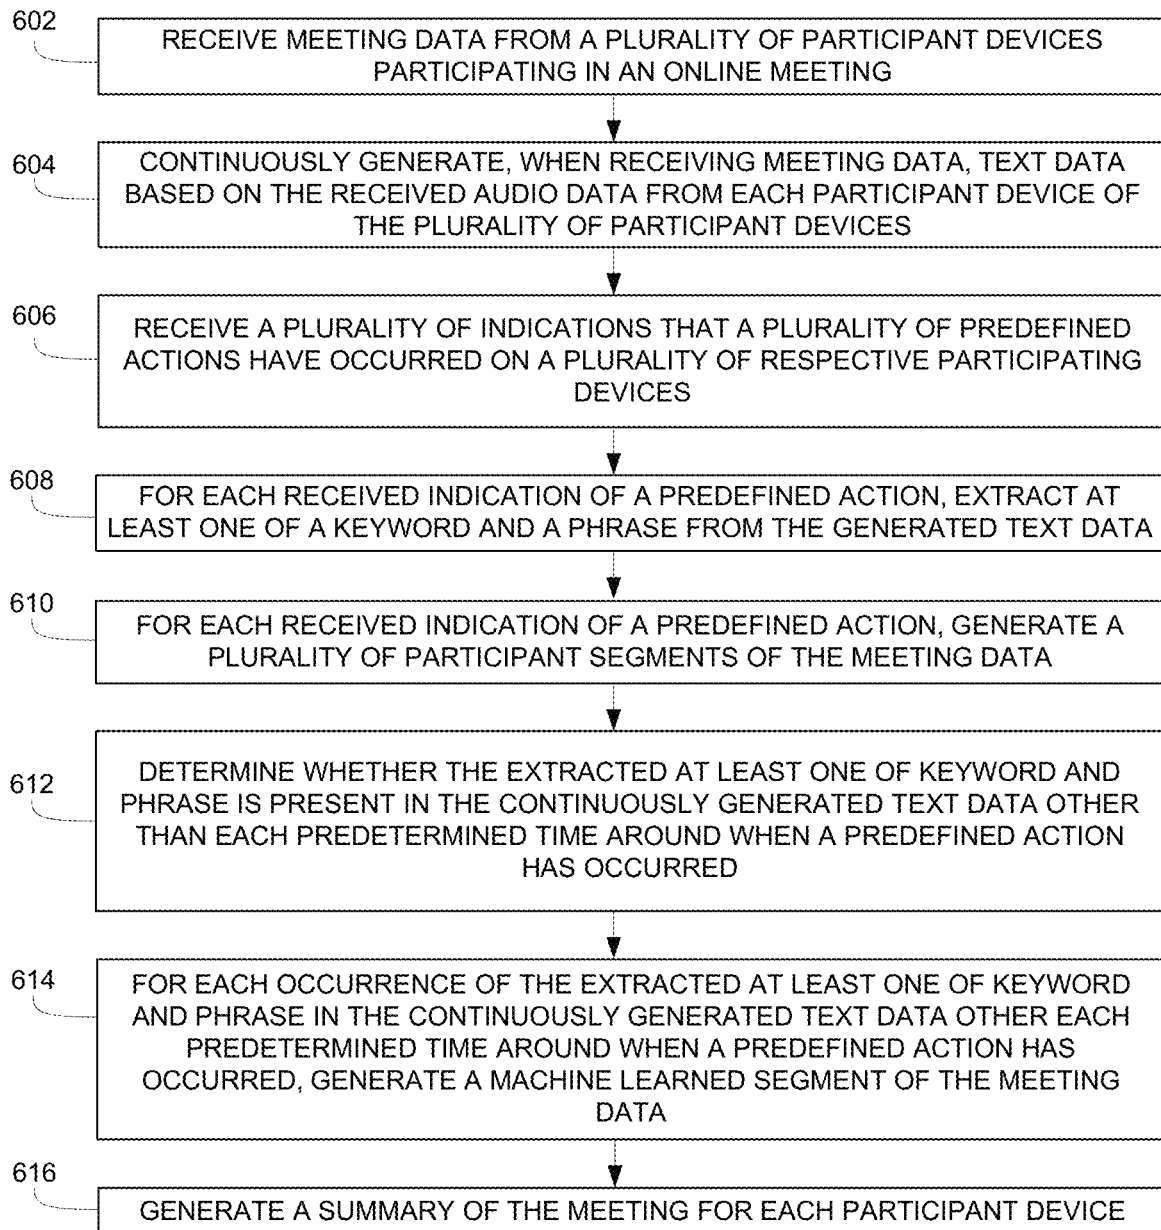 602
RECEIVE MEETING DATA FROM A PLURALITY OF PARTICIPANT DEVICES
PARTICIPATING IN AN ONLINE MEETING
604
CONTINUOUSLY GENERATE, WHEN RECEIVING MEETING DATA, TEXT DATA
BASED ON THE RECEIVED AUDIO DATA FROM EACH PARTICIPANT DEVICE OF
THE PLURALITY OF PARTICIPANT DEVICES
606
RECEIVE A PLURALITY OF INDICATIONS THAT A PLURALITY OF PREDEFINED
ACTIONS HAVE OCCURRED ON A PLURALITY OF RESPECTIVE PARTICIPATING
DEVICES
608
FOR EACH RECEIVED INDICATION OF A PREDEFINED ACTION, EXTRACT AT
LEAST ONE OF A KEYWORD AND A PHRASE FROM THE GENERATED TEXT DATA
610
FOR EACH RECEIVED INDICATION OF A PREDEFINED ACTION, GENERATE A
PLURALITY OF PARTICIPANT SEGMENTS OF THE MEETING DATA
612
DETERMINE WHETHER THE EXTRACTED AT LEAST ONE OF KEYWORD AND
PHRASE IS PRESENT IN THE CONTINUOUSLY GENERATED TEXT DATA OTHER
THAN EACH PREDETERMINED TIME AROUND WHEN A PREDEFINED ACTION
HAS OCCURRED
614
FOR EACH OCCURRENCE OF THE EXTRACTED AT LEAST ONE OF KEYWORD
AND PHRASE IN THE CONTINUOUSLY GENERATED TEXT DATA OTHER EACH
PREDETERMINED TIME AROUND WHEN A PREDEFINED ACTION HAS
OCCURRED, GENERATE A MACHINE LEARNED SEGMENT OF THE MEETING
DATA
616
GENERATE A SUMMARY OF THE MEETING FOR EACH PARTICIPANT DEVICE